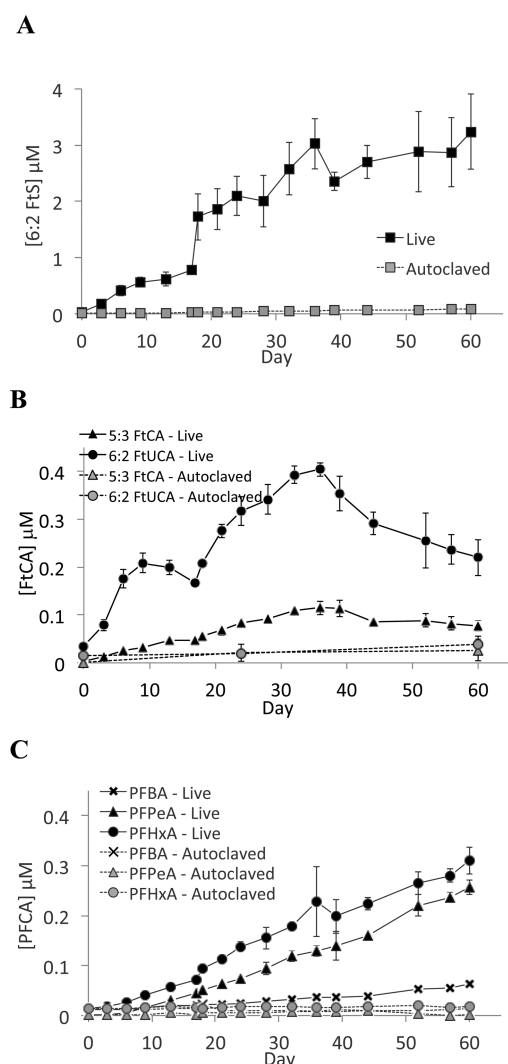 A
4
3
2
1
0
[6:2 FtS] µM
Live
Autoclaved
0 10 20 30 40 50 60
Day
B
5:3 FtCA - Live
6:2 FtUCA - Live
5:3 FtCA - Autoclaved
6:2 FtUCA - Autoclaved
0.4
0.3
0.2
0.1
0
[FtCA] µM
0 10 20 30 40 50 60
Day
C
PFBA - Live
PFPeA - Live
PFHxA - Live
PFBA - Autoclaved
PFPeA - Autoclaved
PFHxA - Autoclaved
0.4
0.3
0.2
0.1
0
[PFCA] µM
0 10 20 30 40 50 60
Day